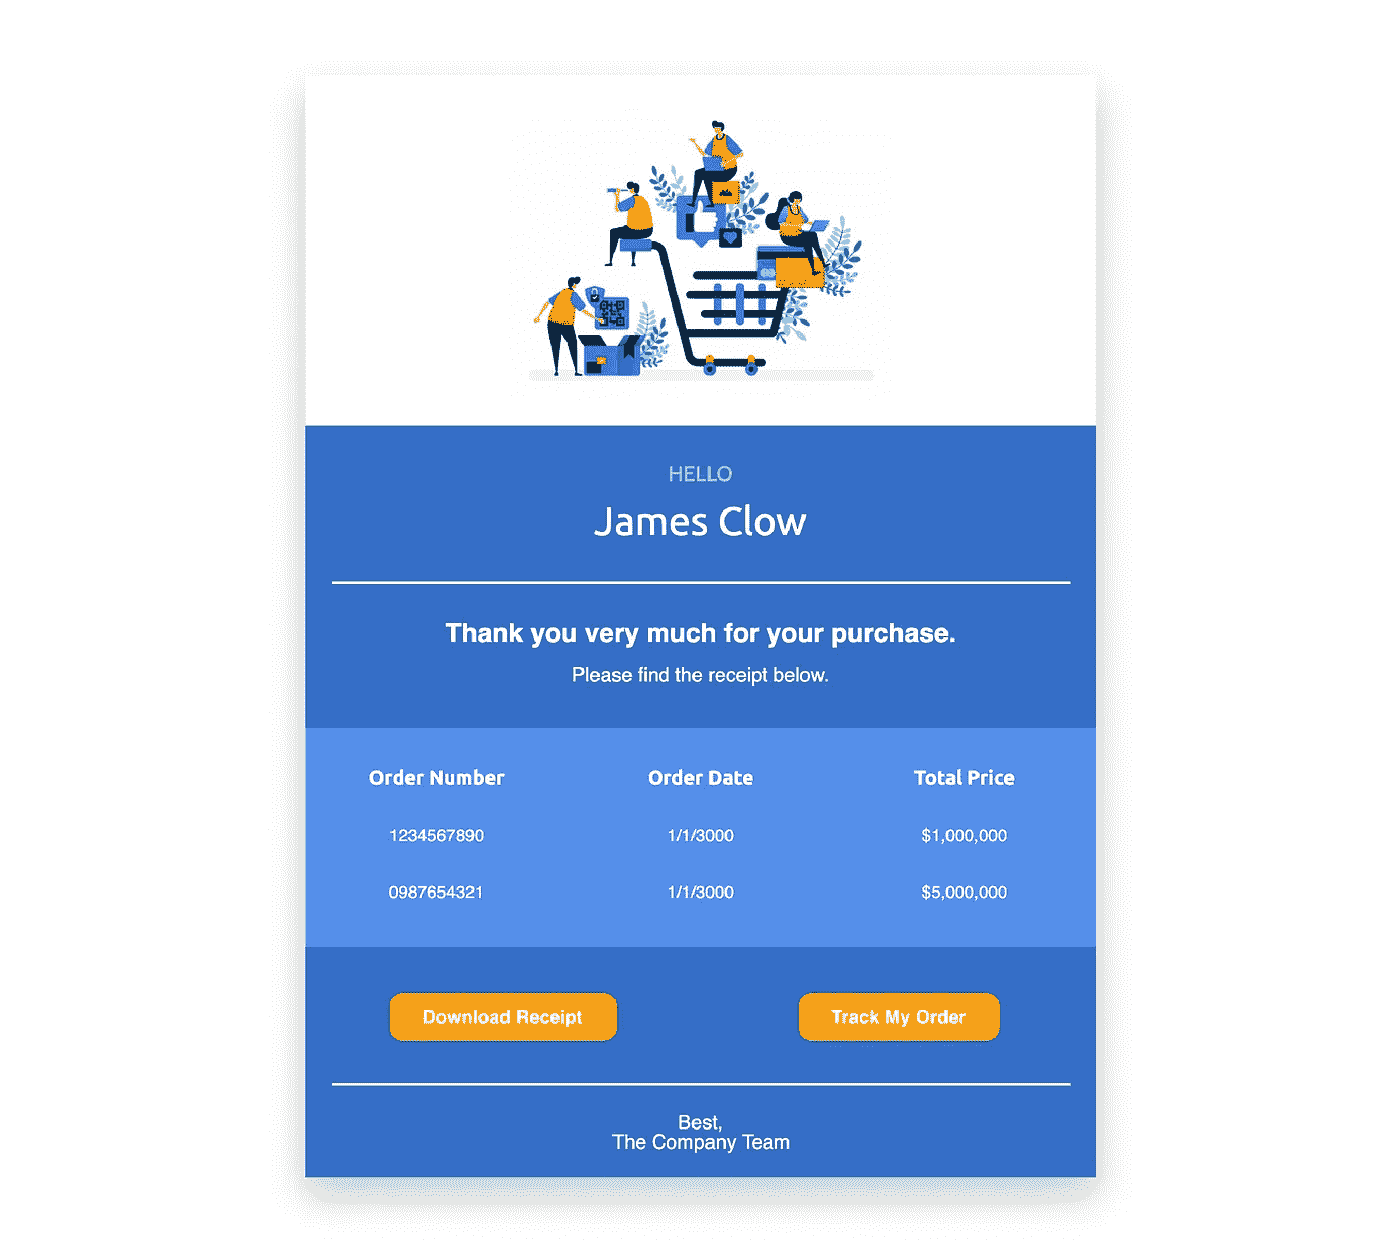 HELLO
James Clow
Thank you very much for your purchase.
Please find the receipt below.
Order Number Order Date Total Price
1234567890 1/1/3000 $1,000,000
0987654321 1/1/3000 $5,000,000
Download Receipt Track My Order
Best,
The Company Team